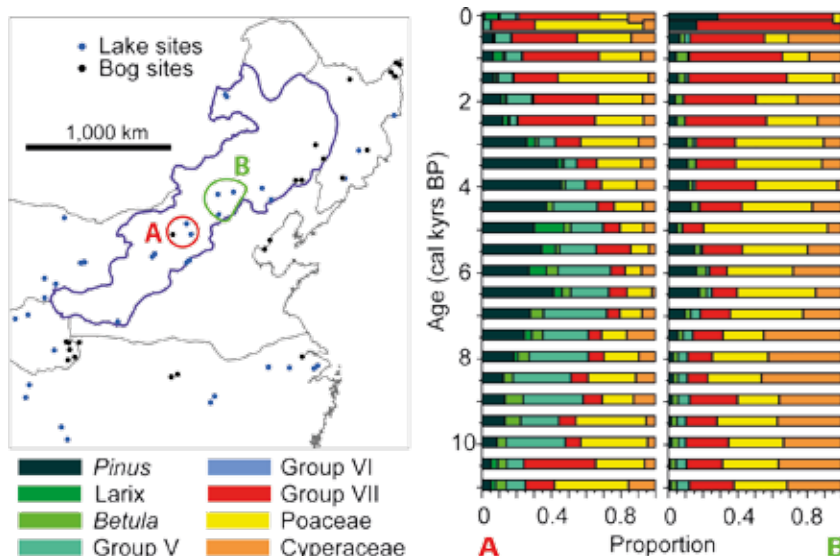 Lake sites
Bog sites
1,000 km
B
A
Pinus
Larix
Betula
Group V
Group VI
Group VII
Poaceae
Cyperaceae
Age (cal kyrs BP)
0
2
4
6
8
10
0 0.4 0.8
0 0.4 0.8
Proportion
A